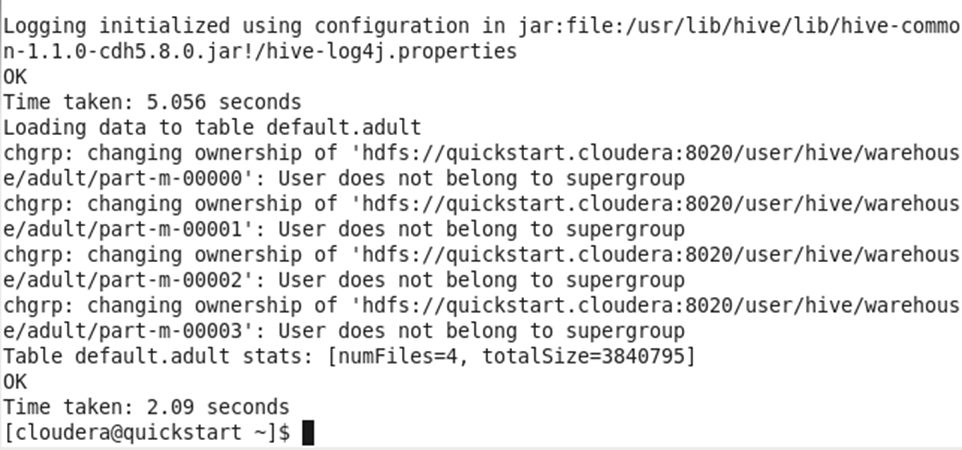 Logging initialized using configuration in jar:file:/usr/lib/hive/lib/hive-commo
n-1.1.0-cdh5.8.0.jar!/hive-log4j.properties
OK
Time taken: 5.056 seconds
Loading data to table default.adult
chgrp: changing ownership of 'hdfs://quickstart.cloudera:8020/user/hive/warehous
e/adult/part-m-00000': User does not belong to supergroup
chgrp: changing ownership of 'hdfs://quickstart.cloudera:8020/user/hive/warehous
e/adult/part-m-00001': User does not belong to supergroup
chgrp: changing ownership of 'hdfs://quickstart.cloudera:8020/user/hive/warehous
e/adult/part-m-00002': User does not belong to supergroup
chgrp: changing ownership of 'hdfs://quickstart.cloudera:8020/user/hive/warehous
e/adult/part-m-00003': User does not belong to supergroup
Table default.adult stats: [numFiles=4, totalSize=3840795]
OK
Time taken: 2.09 seconds
[cloudera@quickstart ~]$